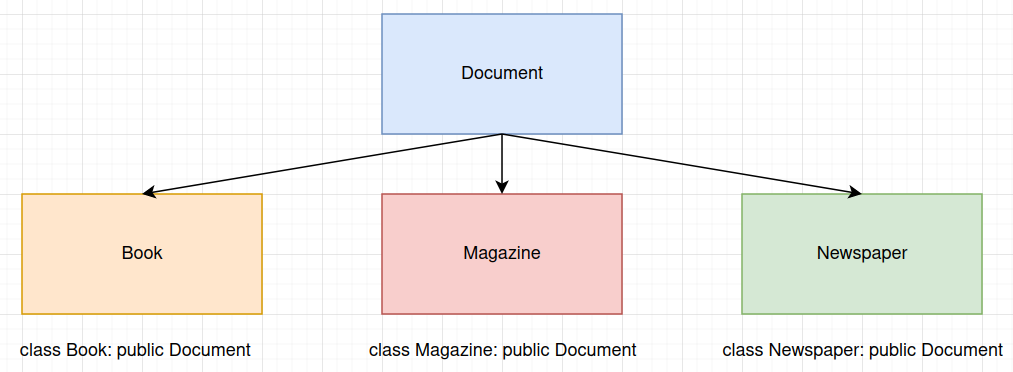 Document
Book
Magazine
Newspaper
class Book: public Document
class Magazine: public Document
class Newspaper: public Document